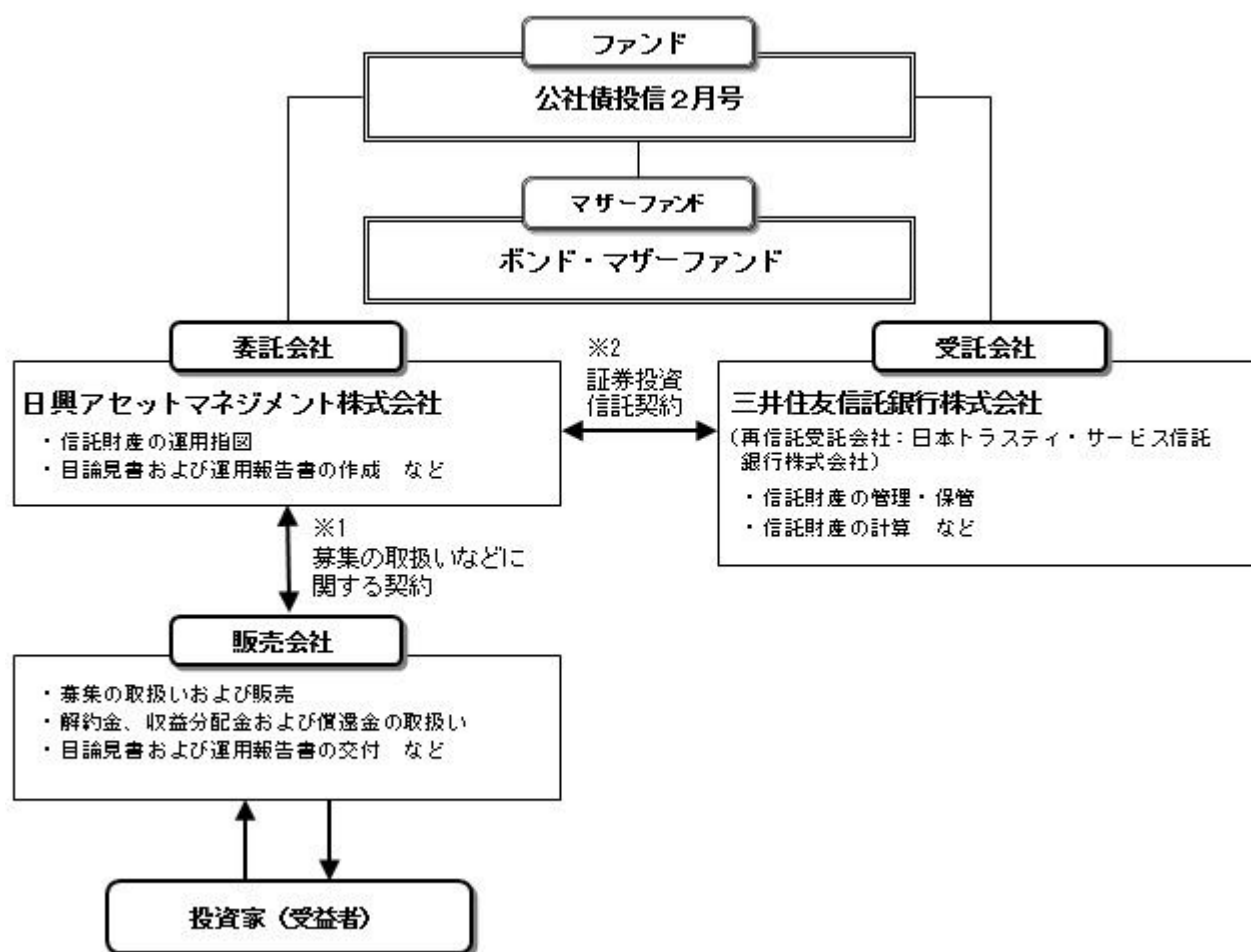 ファンド
公社債投信2月号
マザーファンド
ボンド・マザーファンド
委託会社
日興アセットマネジメント株式会社
・信託財産の運用指図
・目論見書および運用報告書の作成　など
※2
証券投資
信託契約
受託会社
三井住友信託銀行株式会社
(再信託受託会社：日本トラスティ・サービス信託
銀行株式会社)
・信託財産の管理・保管
・信託財産の計算　など
※1
募集の取扱いなどに
関する契約
販売会社
・募集の取扱いおよび販売
・解約金、収益分配金および償還金の取扱い
・目論見書および運用報告書の交付　など
投資家（受益者）